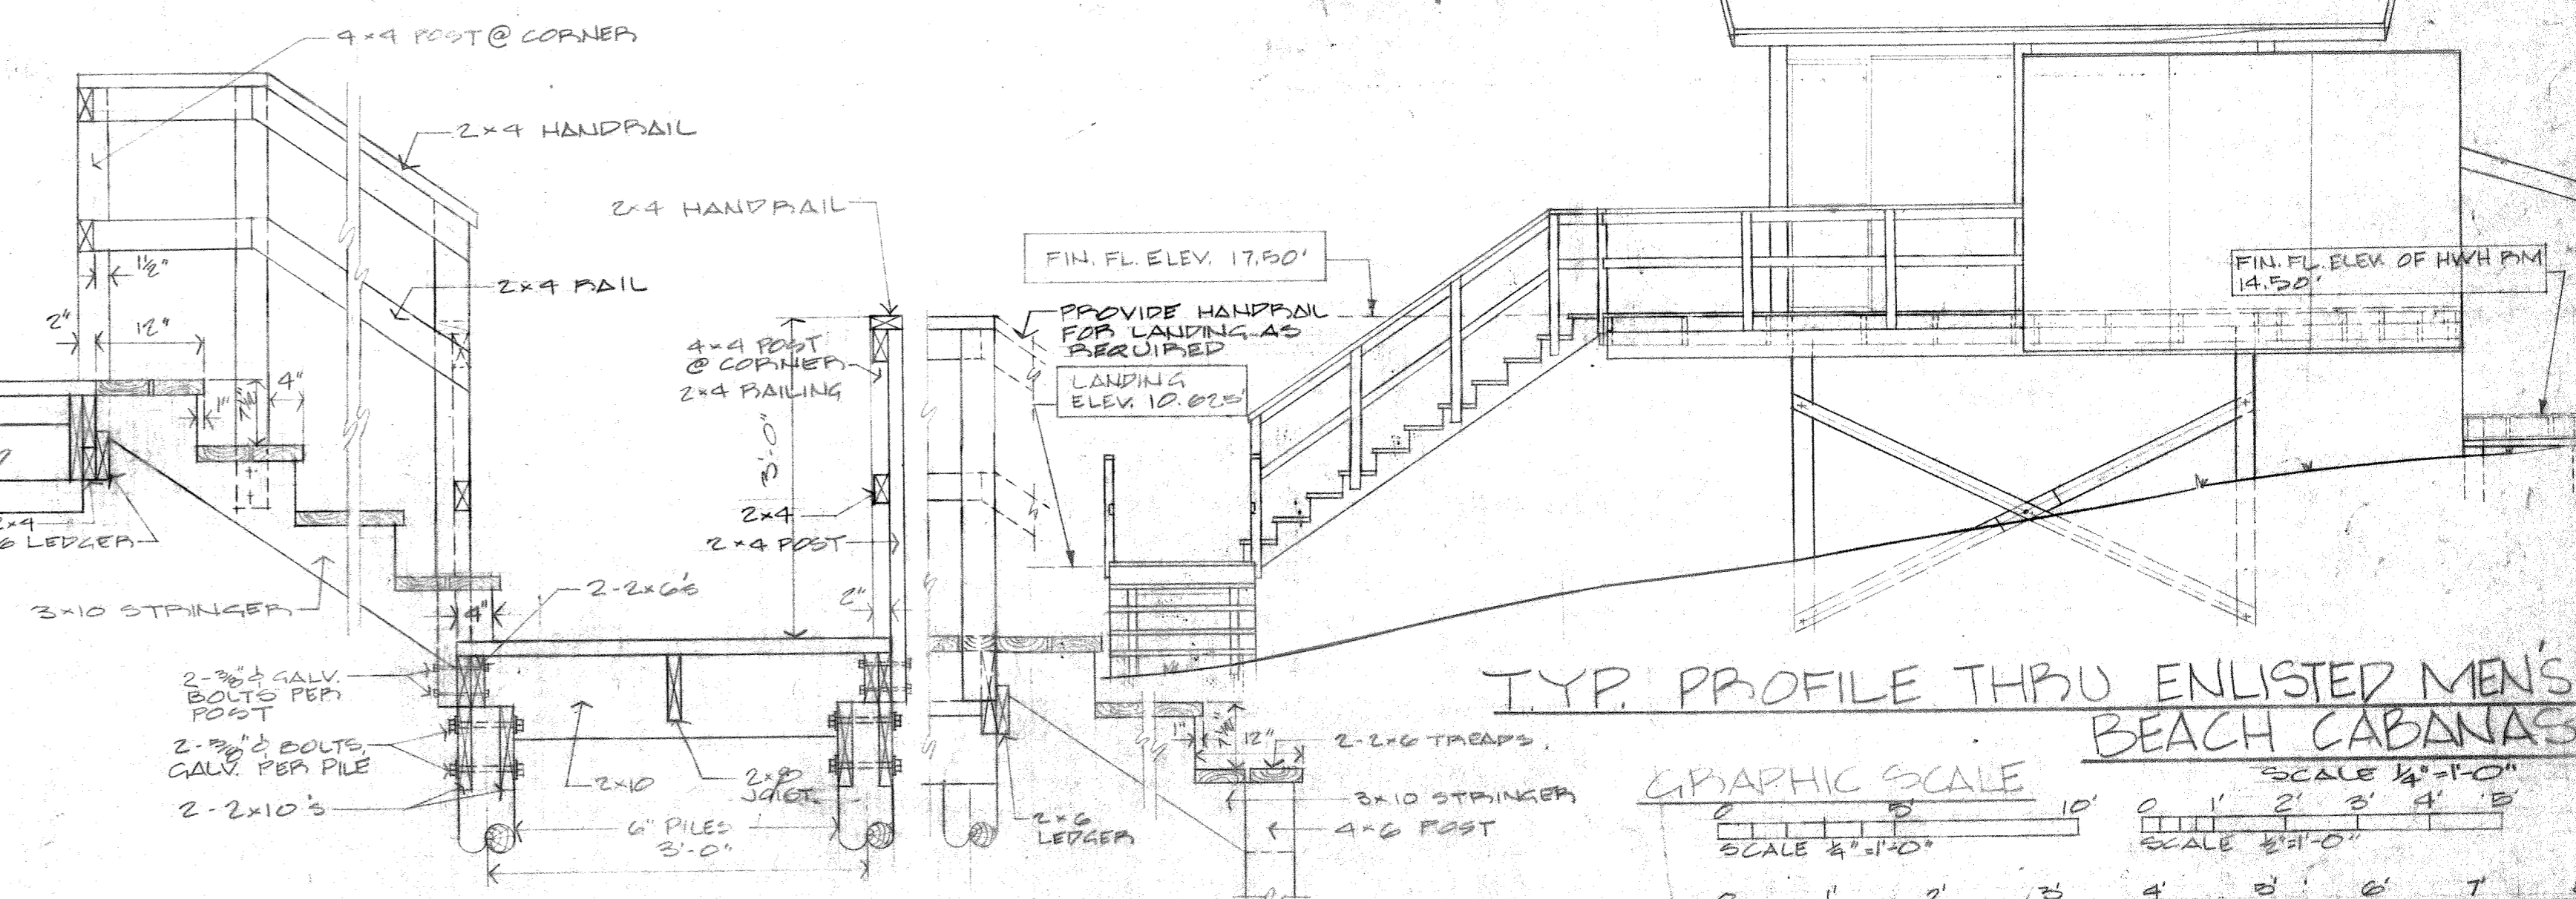 4×4 POST @ CORNER
2×4 HANDRAIL
2×4 RAIL
1½"
2"
12"
4"
1"
7½"
2×4
6 LEDGER
3×10 STRINGER
4"
2-2×6's
2-⅜"φ GALV.
BOLTS PER
POST
2-⅝"φ BOLTS,
GALV. PER PILE
2-2×10's
2×4 HANDRAIL
4×4 POST
@ CORNER
2×4 RAILING
3'-0"
2×4
2×4 POST
2"
2×10
2×8
JOIST.
6" PILES
3'-0"
FIN. FL. ELEV. 17.50'
PROVIDE HANDRAIL
FOR LANDING AS
REQUIRED
LANDING
ELEV. 10.625'
1"
7½"
12"
2-2×6 TREADS.
3×10 STRINGER
4×6 POST
2×6
LEDGER
FIN. FL. ELEV. OF HWH RM
14.50'
TYP. PROFILE THRU ENLISTED MEN'S
BEACH CABANAS
SCALE ¼"=1'-0"
GRAPHIC SCALE
0 5' 10'
SCALE ¼"=1'-0"
0 1' 2' 3' 4' 5'
SCALE ½"=1'-0"
0 1' 2' 3' 4' 5' 6' 7'